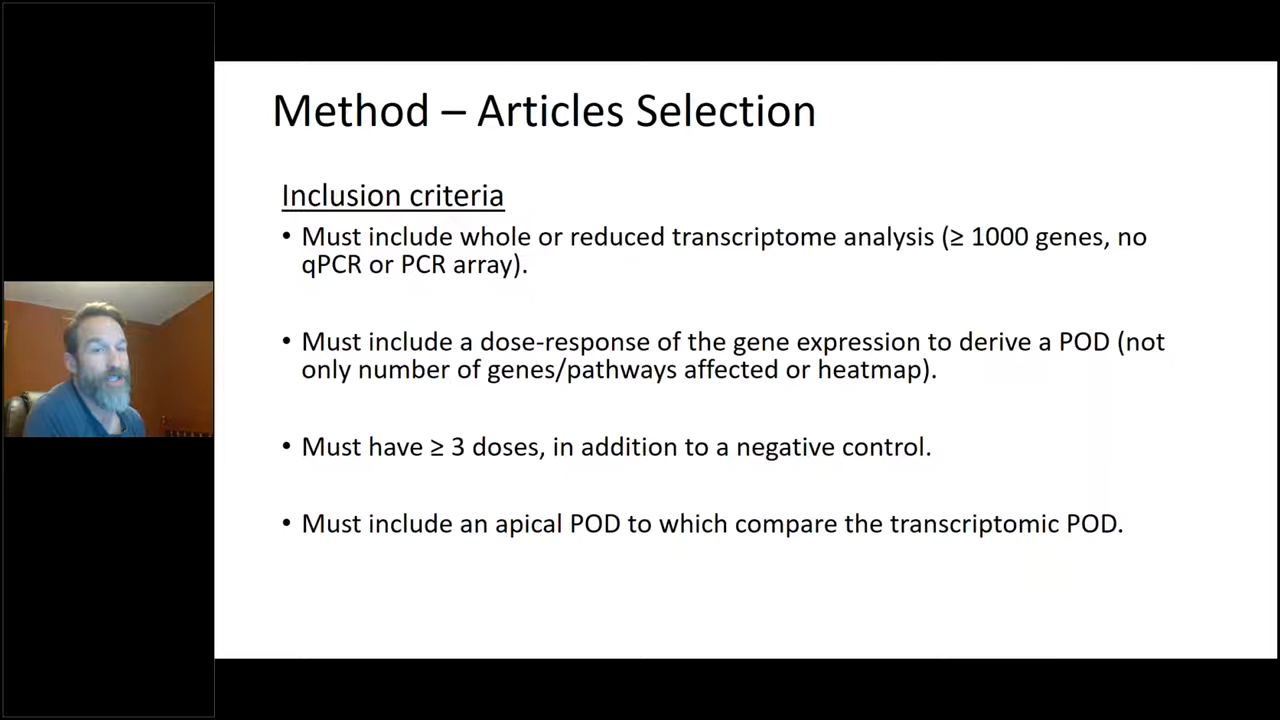 Method – Articles Selection
Inclusion criteria
• Must include whole or reduced transcriptome analysis (≥ 1000 genes, no
qPCR or PCR array).
• Must include a dose-response of the gene expression to derive a POD (not
only number of genes/pathways affected or heatmap).
• Must have ≥ 3 doses, in addition to a negative control.
• Must include an apical POD to which compare the transcriptomic POD.